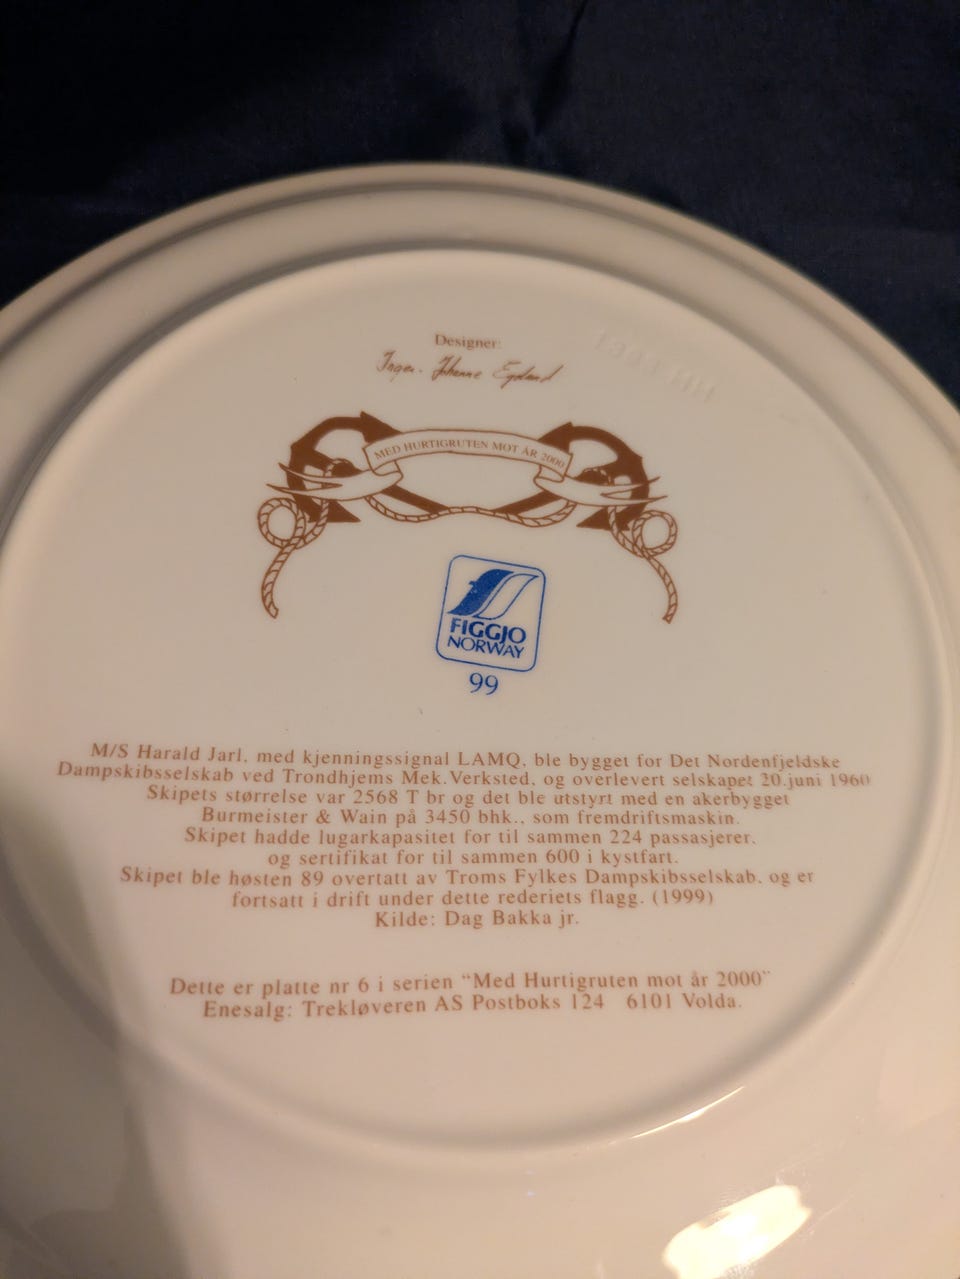 Designer:
Inger. Johanne Egeland
MED HURTIGRUTEN MOT ÅR 2000
FIGGJO
NORWAY
99
M/S Harald Jarl, med kjenningssignal LAMQ, ble bygget for Det Nordenfjeldske
Dampskibsselskab ved Trondhjems Mek. Verksted, og overlevert selskapet 20. juni 1960
Skipets størrelse var 2568 T br og det ble utstyrt med en akerbygget
Burmeister & Wain på 3450 bhk., som fremdriftsmaskin.
Skipet hadde lugarkapasitet for til sammen 224 passasjerer.
og sertifikat for til sammen 600 i kystfart.
Skipet ble høsten 89 overtatt av Troms Fylkes Dampskibsselskab. og er
fortsatt i drift under dette rederiets flagg. (1999)
Kilde: Dag Bakka jr.
Dette er platte nr 6 i serien “Med Hurtigruten mot år 2000”
Enesalg: Trekløveren AS Postboks 124 6101 Volda.